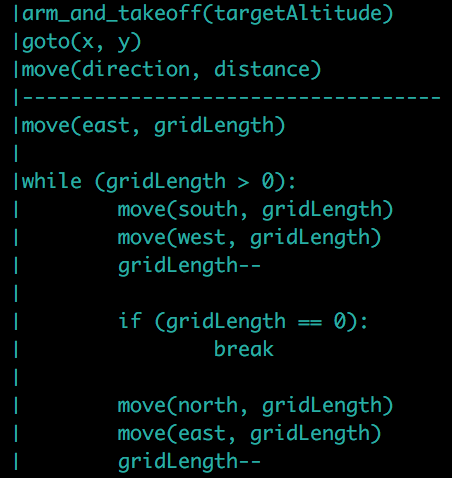 |arm_and_takeoff(targetAltitude)
|goto(x, y)
|move(direction, distance)
|-----------------------------------
|move(east, gridLength)
|
|while (gridLength > 0):
|        move(south, gridLength)
|        move(west, gridLength)
|        gridLength--
|
|        if (gridLength == 0):
|                break
|
|        move(north, gridLength)
|        move(east, gridLength)
|        gridLength--